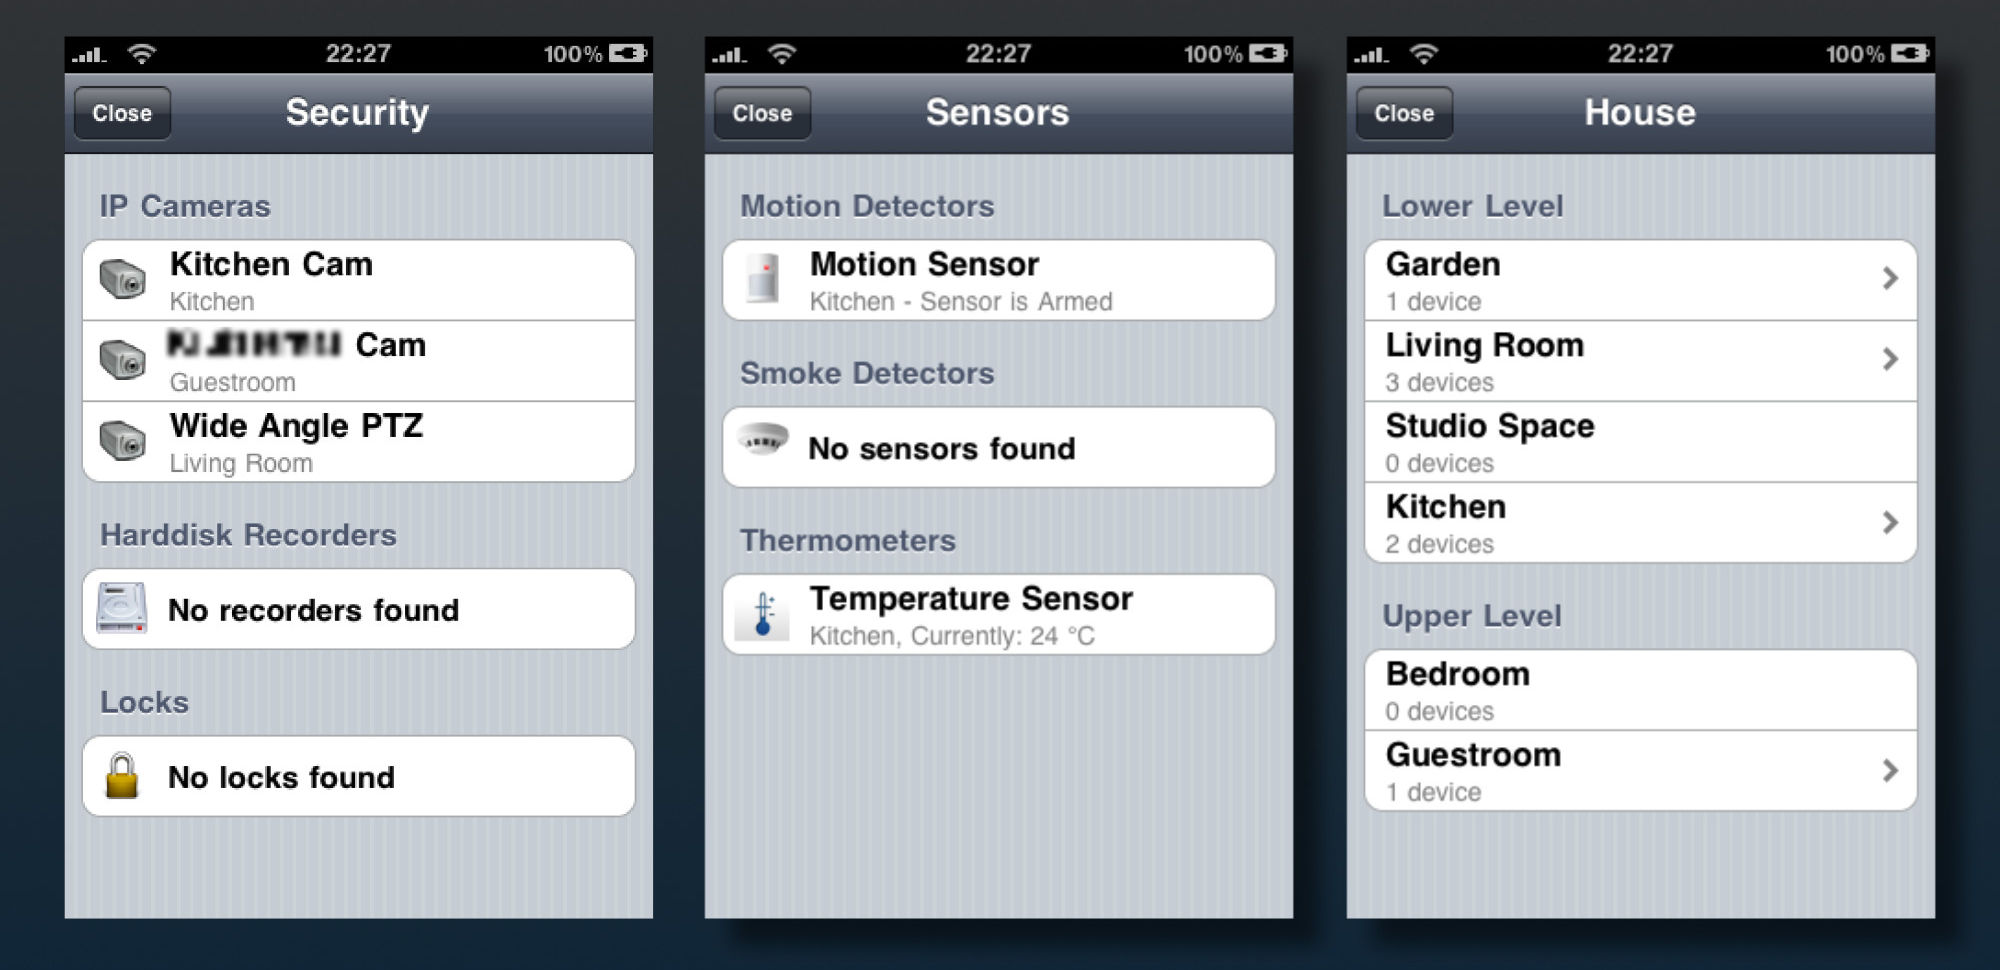 22:27
100%
Close
Security
IP Cameras
Kitchen Cam
Kitchen
Cam
Guestroom
Wide Angle PTZ
Living Room
Harddisk Recorders
No recorders found
Locks
No locks found
22:27
100%
Close
Sensors
Motion Detectors
Motion Sensor
Kitchen - Sensor is Armed
Smoke Detectors
No sensors found
Thermometers
Temperature Sensor
Kitchen, Currently: 24 °C
22:27
100%
Close
House
Lower Level
Garden
1 device
Living Room
3 devices
Studio Space
0 devices
Kitchen
2 devices
Upper Level
Bedroom
0 devices
Guestroom
1 device